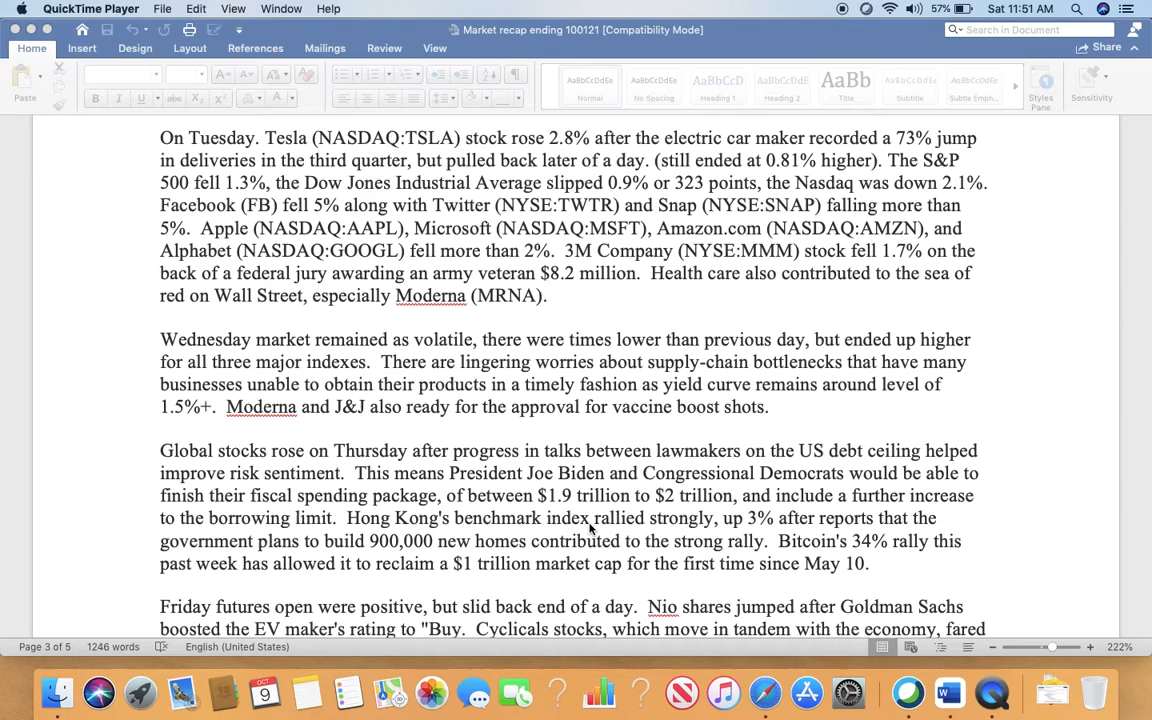 QuickTime Player File Edit View Window Help 57% Sat 11:51 AM
Market recap ending 100121 [Compatibility Mode] Search in Document
Home Insert Design Layout References Mailings Review View Share
Paste
AaBbCcDdEe AaBbCcDdEe AaBbCcD AaBbCcDdEe AaBb AaBbCcDdEe AaBbCcDdEe
Normal No Spacing Heading 1 Heading 2 Title Subtitle Subtle Emph... Styles Pane Sensitivity
On Tuesday. Tesla (NASDAQ:TSLA) stock rose 2.8% after the electric car maker recorded a 73% jump
in deliveries in the third quarter, but pulled back later of a day. (still ended at 0.81% higher). The S&P
500 fell 1.3%, the Dow Jones Industrial Average slipped 0.9% or 323 points, the Nasdaq was down 2.1%.
Facebook (FB) fell 5% along with Twitter (NYSE:TWTR) and Snap (NYSE:SNAP) falling more than
5%. Apple (NASDAQ:AAPL), Microsoft (NASDAQ:MSFT), Amazon.com (NASDAQ:AMZN), and
Alphabet (NASDAQ:GOOGL) fell more than 2%. 3M Company (NYSE:MMM) stock fell 1.7% on the
back of a federal jury awarding an army veteran $8.2 million. Health care also contributed to the sea of
red on Wall Street, especially Moderna (MRNA).
Wednesday market remained as volatile, there were times lower than previous day, but ended up higher
for all three major indexes. There are lingering worries about supply-chain bottlenecks that have many
businesses unable to obtain their products in a timely fashion as yield curve remains around level of
1.5%+. Moderna and J&J also ready for the approval for vaccine boost shots.
Global stocks rose on Thursday after progress in talks between lawmakers on the US debt ceiling helped
improve risk sentiment. This means President Joe Biden and Congressional Democrats would be able to
finish their fiscal spending package, of between $1.9 trillion to $2 trillion, and include a further increase
to the borrowing limit. Hong Kong's benchmark index rallied strongly, up 3% after reports that the
government plans to build 900,000 new homes contributed to the strong rally. Bitcoin's 34% rally this
past week has allowed it to reclaim a $1 trillion market cap for the first time since May 10.
Friday futures open were positive, but slid back end of a day. Nio shares jumped after Goldman Sachs
boosted the EV maker's rating to "Buy. Cyclicals stocks, which move in tandem with the economy, fared
Page 3 of 5 1246 words English (United States) 222%
OCT
9